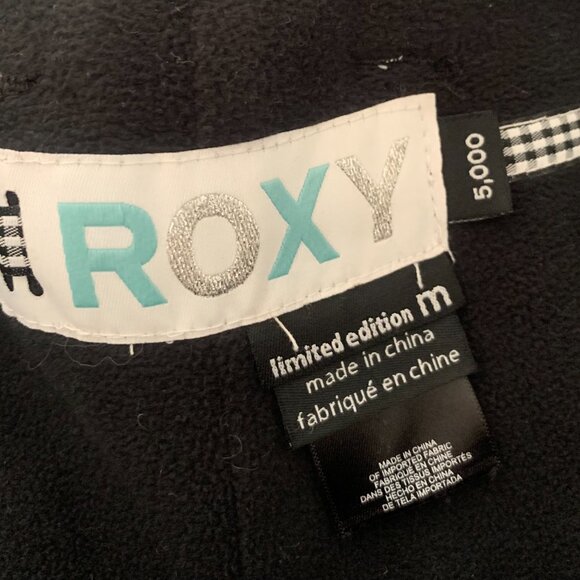 ROXY
5,000
limited edition m
made in china
fabriqué en chine
MADE IN CHINA
OF IMPORTED FABRIC
FABRIQUE EN CHINE
DANS DES TISSUS IMPORTÉS
HECHO EN CHINA
DE TELA IMPORTADA